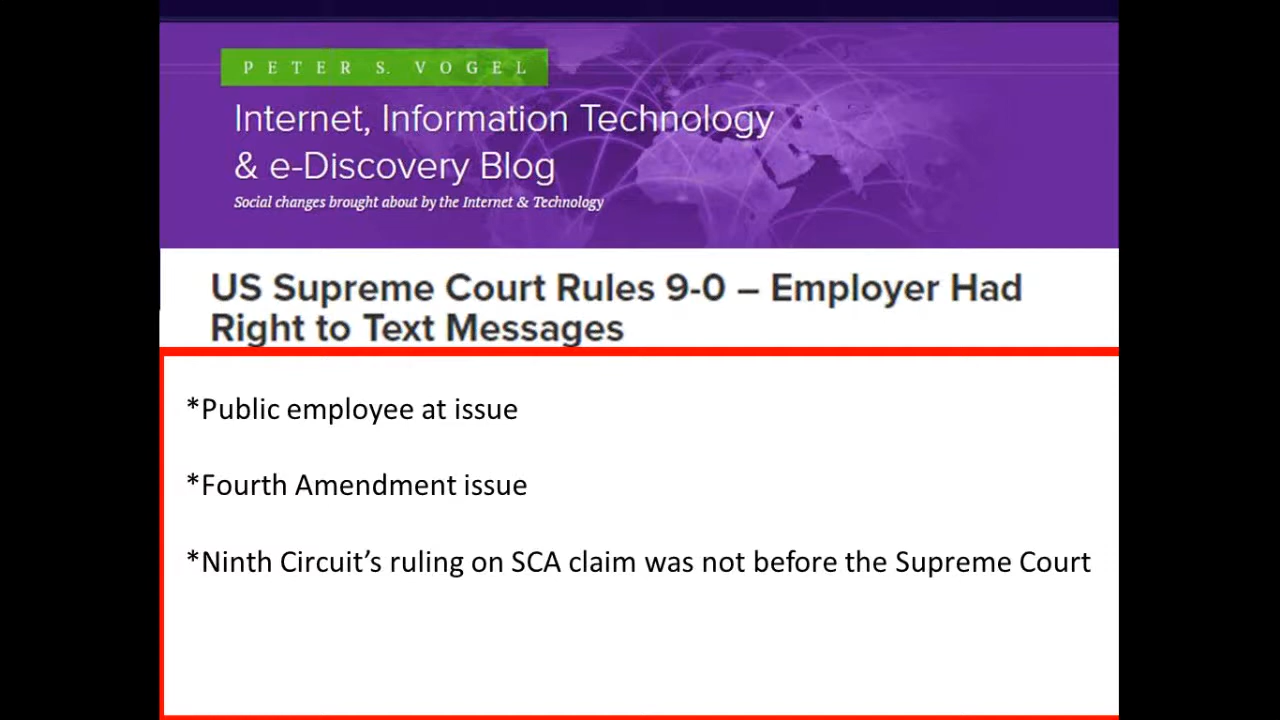 PETER S. VOGEL
Internet, Information Technology
& e-Discovery Blog
Social changes brought about by the Internet & Technology
US Supreme Court Rules 9-0 – Employer Had
Right to Text Messages
*Public employee at issue
*Fourth Amendment issue
*Ninth Circuit’s ruling on SCA claim was not before the Supreme Court